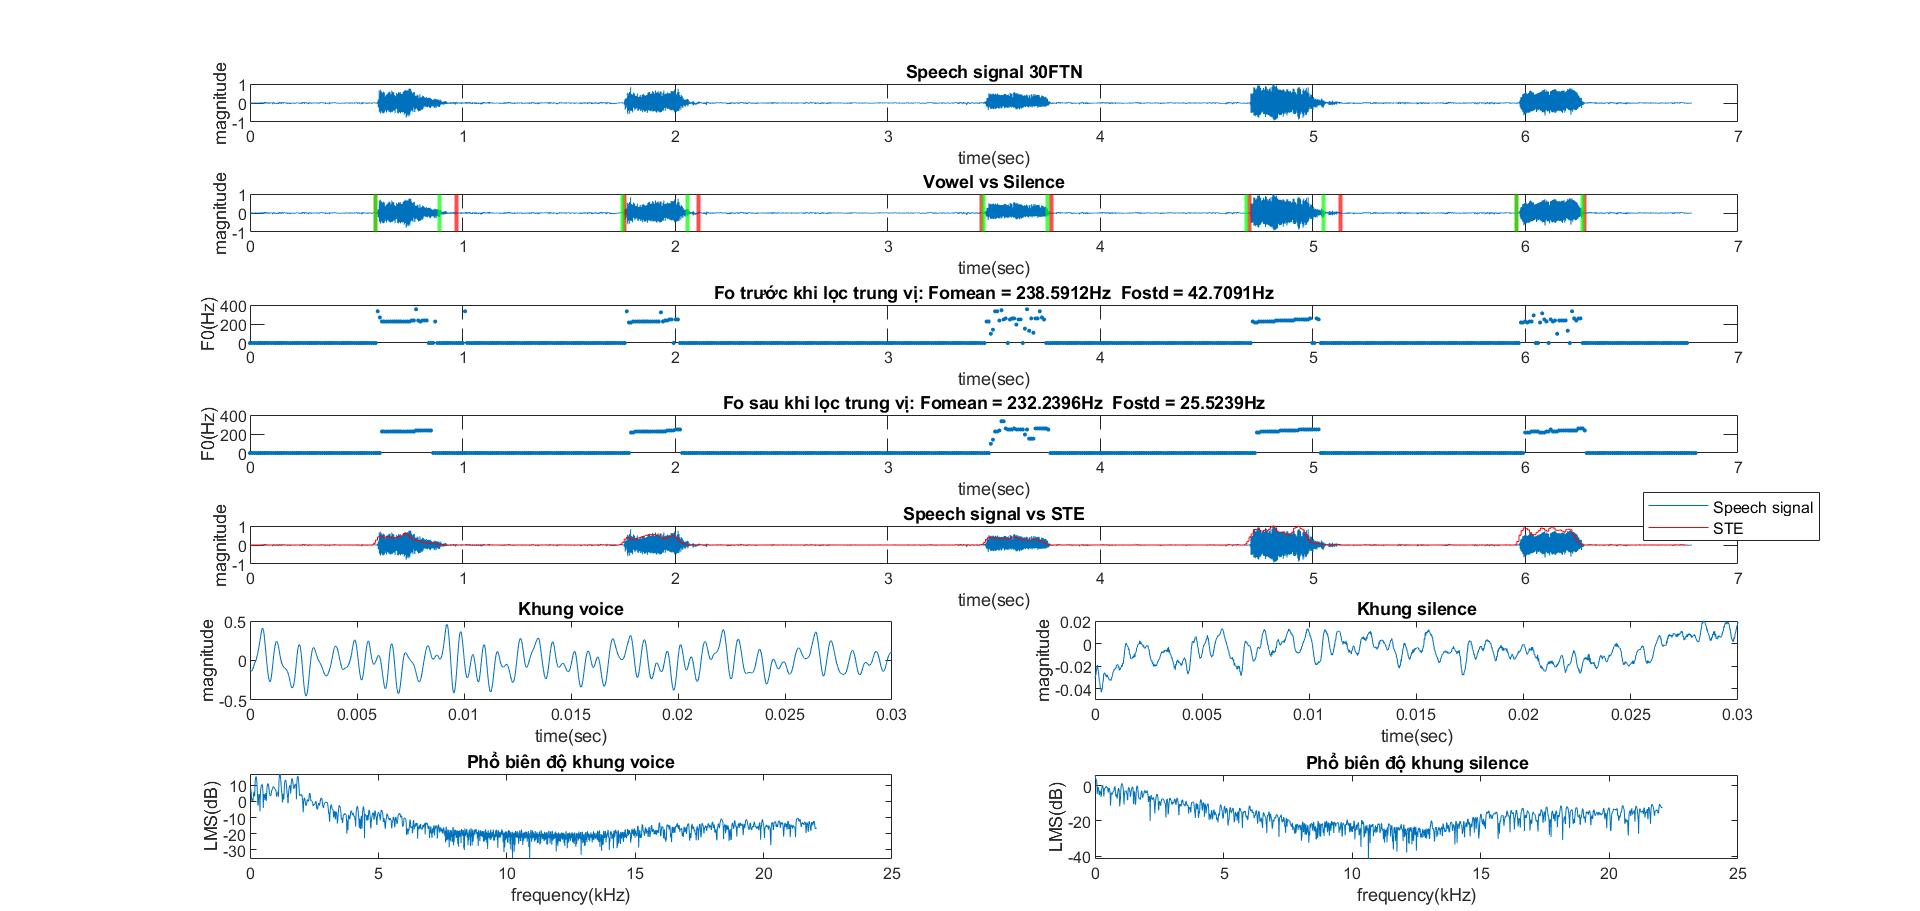 Speech signal 30FTN
magnitude
1
0
-1
0 1 2 3 4 5 6 7
time(sec)
Vowel vs Silence
magnitude
1
0
-1
0 1 2 3 4 5 6 7
time(sec)
Fo trước khi lọc trung vị: Fomean = 238.5912Hz Fostd = 42.7091Hz
F0(Hz)
400
200
0
0 1 2 3 4 5 6 7
time(sec)
Fo sau khi lọc trung vị: Fomean = 232.2396Hz Fostd = 25.5239Hz
F0(Hz)
400
200
0
0 1 2 3 4 5 6 7
time(sec)
Speech signal vs STE
Speech signal
STE
magnitude
1
0
-1
0 1 2 3 4 5 6 7
time(sec)
Khung voice
magnitude
0.5
0
-0.5
0 0.005 0.01 0.015 0.02 0.025 0.03
time(sec)
Khung silence
magnitude
0.02
0
-0.02
-0.04
0 0.005 0.01 0.015 0.02 0.025 0.03
time(sec)
Phổ biên độ khung voice
LMS(dB)
10
0
-10
-20
-30
0 5 10 15 20 25
frequency(kHz)
Phổ biên độ khung silence
LMS(dB)
0
-20
-40
0 5 10 15 20 25
frequency(kHz)